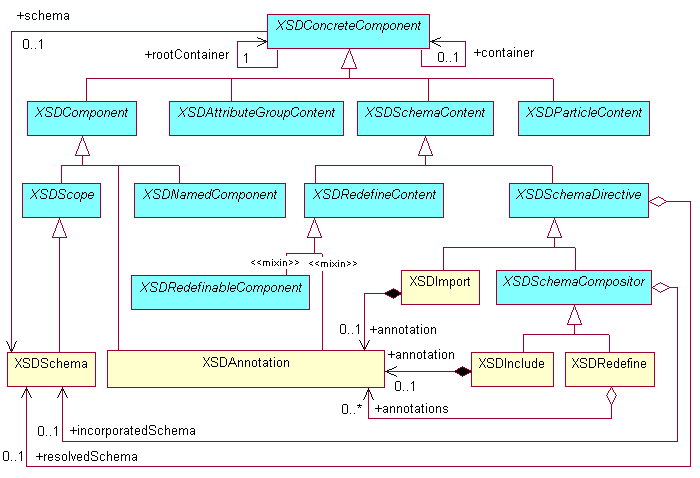 +schema
XSDConcreteComponent
0..1
+rootContainer
1
0..1
+container
XSDComponent
XSDAttributeGroupContent
XSDSchemaContent
XSDParticleContent
XSDScope
XSDNamedComponent
XSDRedefineContent
XSDSchemaDirective
<<mixin>>
<<mixin>>
XSDRedefinableComponent
XSDImport
XSDSchemaCompositor
0..1
+annotation
XSDSchema
XSDAnnotation
+annotation
XSDInclude
XSDRedefine
0..1
0..*
+annotations
0..1
+incorporatedSchema
0..1
+resolvedSchema